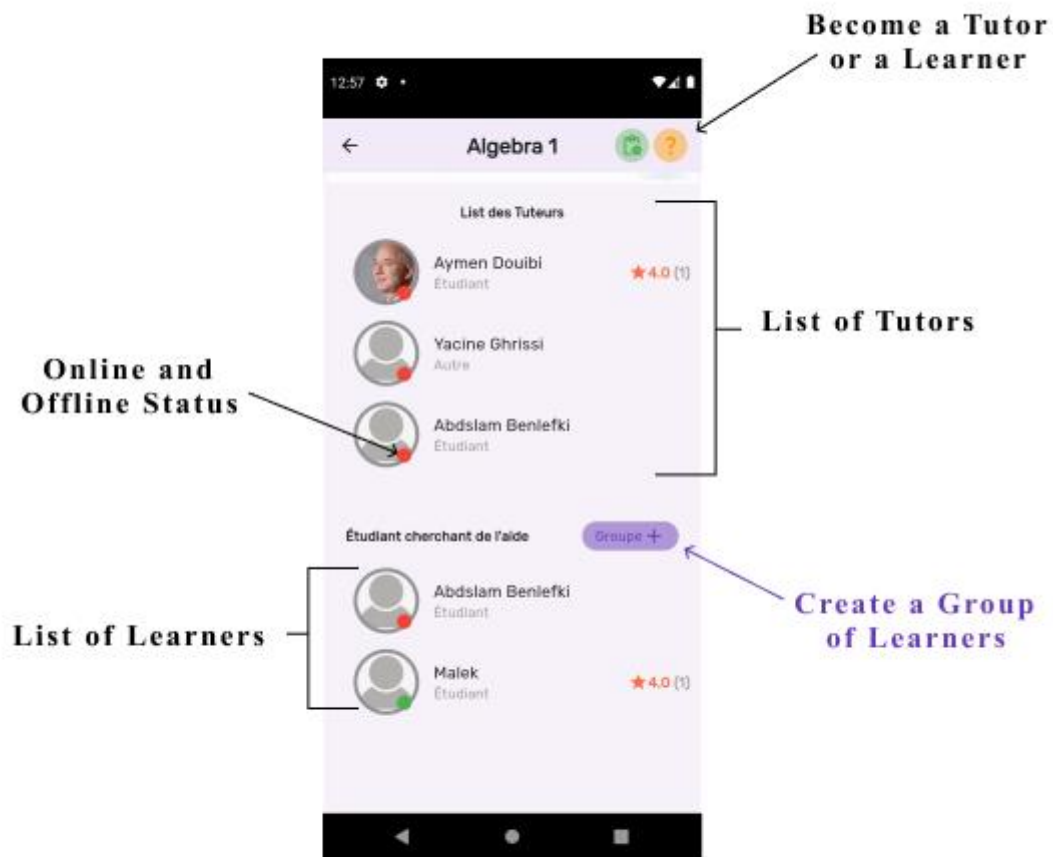 Become a Tutor
or a Learner
12:57
Algebra 1
?
List des Tuteurs
Aymen Douibi
Étudiant
4.0 (1)
Yacine Ghrissi
Autre
List of Tutors
Online and
Offline Status
Abdslam Benlefki
Étudiant
Étudiant cherchant de l'aide
Groupe +
Abdslam Benlefki
Étudiant
List of Learners
Create a Group
of Learners
Malek
Étudiant
4.0 (1)